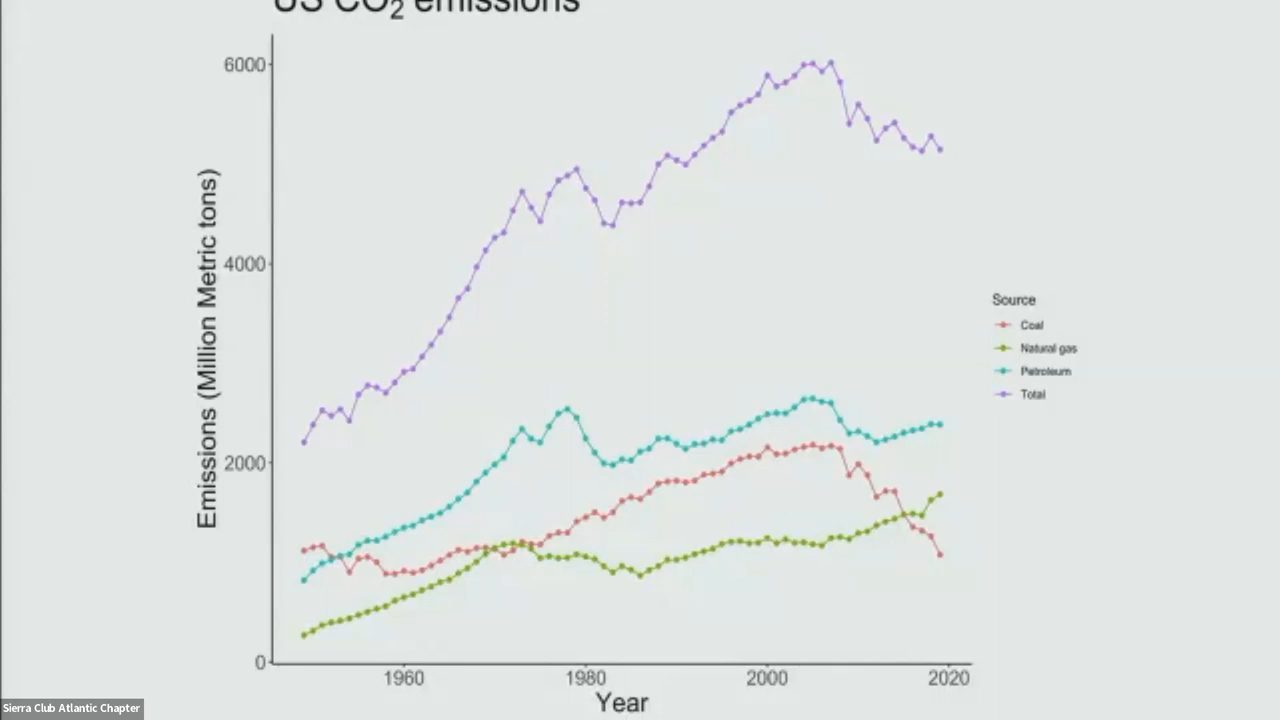 US CO₂ emissions
6000
4000
2000
0
Emissions (Million Metric tons)
1960
1980
2000
2020
Year
Source
Coal
Natural gas
Petroleum
Total
Sierra Club Atlantic Chapter